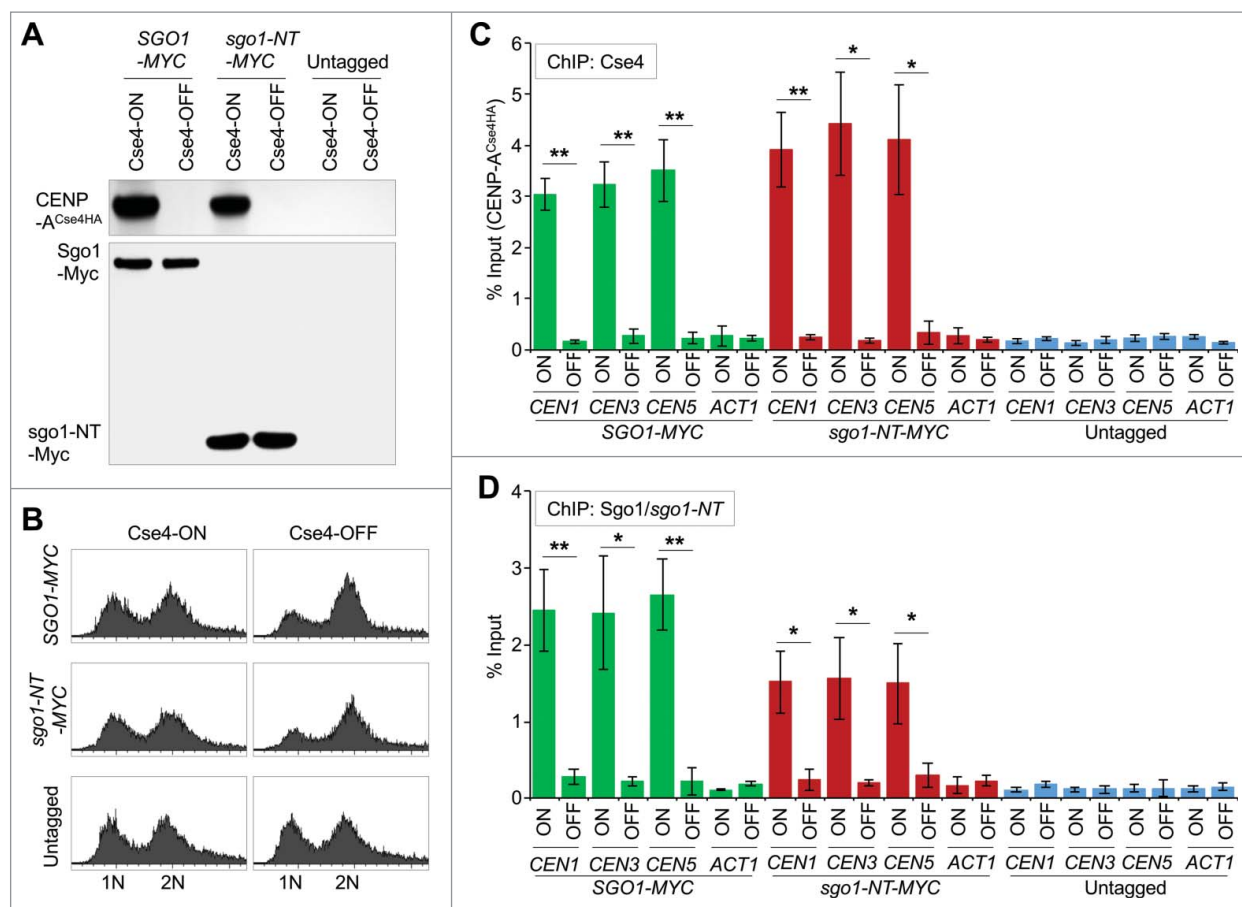 A
SGO1
-MYC
sgo1-NT
-MYC
Untagged
Cse4-ON
Cse4-OFF
Cse4-ON
Cse4-OFF
Cse4-ON
Cse4-OFF
CENP
-A^Cse4HA
Sgo1
-Myc
sgo1-NT
-Myc
B
Cse4-ON Cse4-OFF
SGO1-MYC
sgo1-NT
-MYC
Untagged
1N 2N 1N 2N
C
ChIP: Cse4
% Input (CENP-A^Cse4HA)
6
5
4
3
2
1
0
** ** ** ** * *
ON OFF ON OFF ON OFF ON OFF ON OFF ON OFF ON OFF ON OFF ON OFF ON OFF ON OFF ON OFF
CEN1 CEN3 CEN5 ACT1 CEN1 CEN3 CEN5 ACT1 CEN1 CEN3 CEN5 ACT1
SGO1-MYC sgo1-NT-MYC Untagged
D
ChIP: Sgo1/sgo1-NT
% Input
4
3
2
1
0
** * ** * * *
ON OFF ON OFF ON OFF ON OFF ON OFF ON OFF ON OFF ON OFF ON OFF ON OFF ON OFF ON OFF
CEN1 CEN3 CEN5 ACT1 CEN1 CEN3 CEN5 ACT1 CEN1 CEN3 CEN5 ACT1
SGO1-MYC sgo1-NT-MYC Untagged